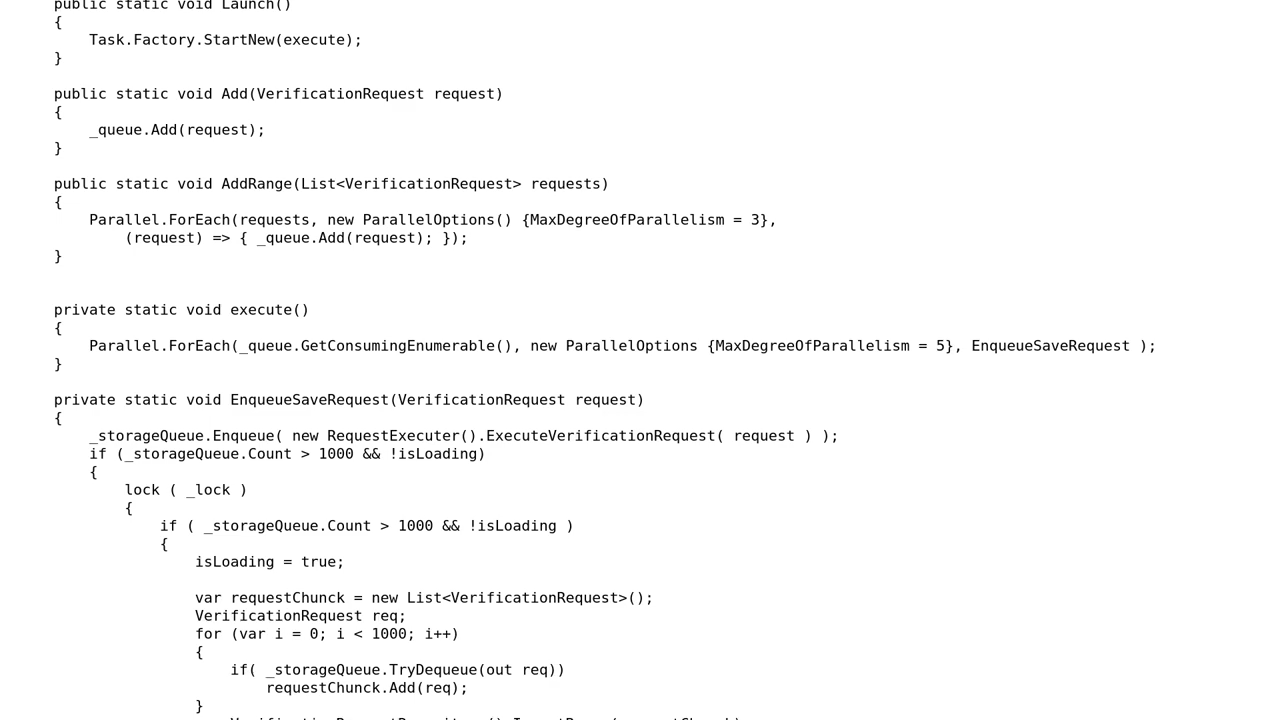 public static void Launch()
{
Task.Factory.StartNew(execute);
}
public static void Add(VerificationRequest request)
{
_queue.Add(request);
}
public static void AddRange(List<VerificationRequest> requests)
{
Parallel.ForEach(requests, new ParallelOptions() {MaxDegreeOfParallelism = 3},
(request) => { _queue.Add(request); });
}
private static void execute()
{
Parallel.ForEach(_queue.GetConsumingEnumerable(), new ParallelOptions {MaxDegreeOfParallelism = 5}, EnqueueSaveRequest );
}
private static void EnqueueSaveRequest(VerificationRequest request)
{
_storageQueue.Enqueue( new RequestExecuter().ExecuteVerificationRequest( request ) );
if (_storageQueue.Count > 1000 && !isLoading)
{
lock ( _lock )
{
if ( _storageQueue.Count > 1000 && !isLoading )
{
isLoading = true;
var requestChunck = new List<VerificationRequest>();
VerificationRequest req;
for (var i = 0; i < 1000; i++)
{
if( _storageQueue.TryDequeue(out req))
requestChunck.Add(req);
}